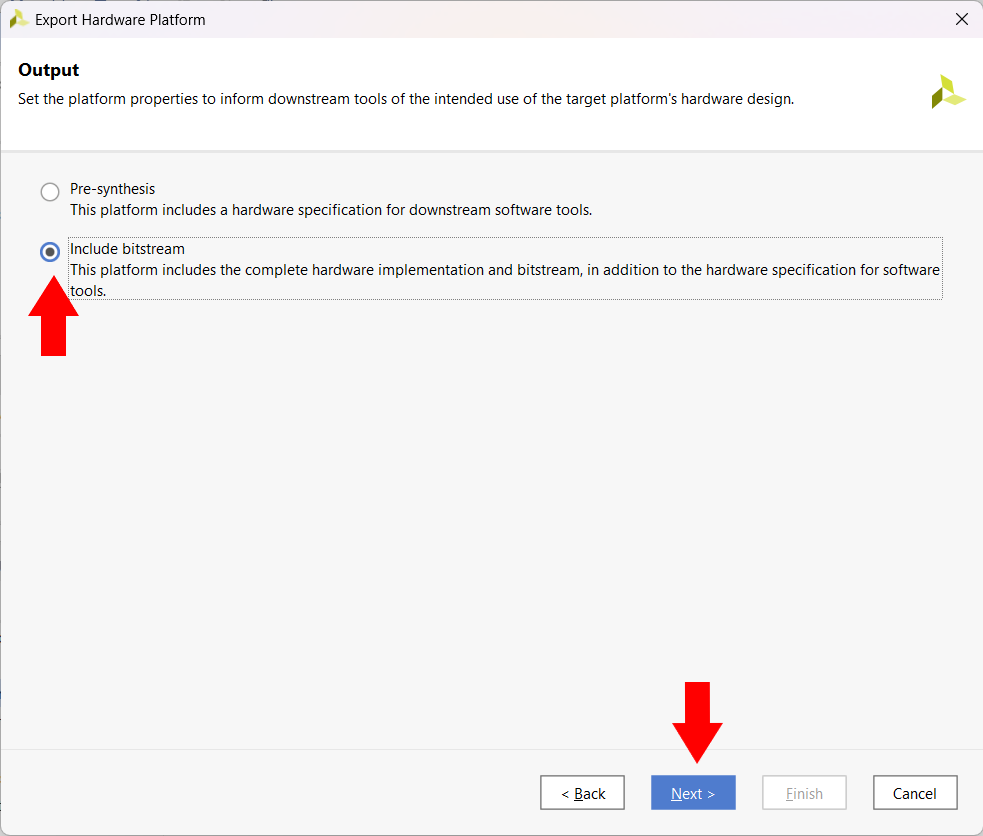 Export Hardware Platform
Output
Set the platform properties to inform downstream tools of the intended use of the target platform's hardware design.
Pre-synthesis
This platform includes a hardware specification for downstream software tools.
Include bitstream
This platform includes the complete hardware implementation and bitstream, in addition to the hardware specification for software
tools.
< Back
Next >
Finish
Cancel